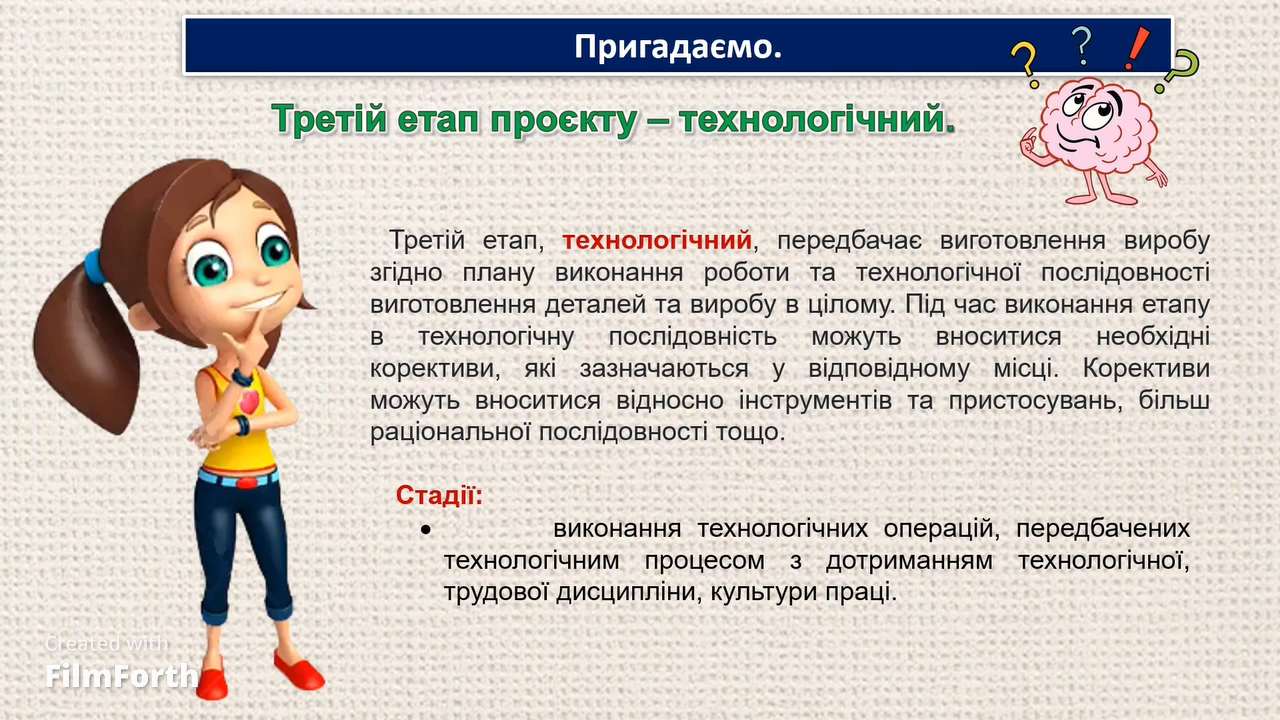 Пригадаємо.
Третій етап проєкту – технологічний.
Третій етап, технологічний, передбачає виготовлення виробу
згідно плану виконання роботи та технологічної послідовності
виготовлення деталей та виробу в цілому. Під час виконання етапу
в технологічну послідовність можуть вноситися необхідні
корективи, які зазначаються у відповідному місці. Корективи
можуть вноситися відносно інструментів та пристосувань, більш
раціональної послідовності тощо.
Стадії:
• виконання технологічних операцій, передбачених
технологічним процесом з дотриманням технологічної,
трудової дисципліни, культури праці.
Created with
FilmForth